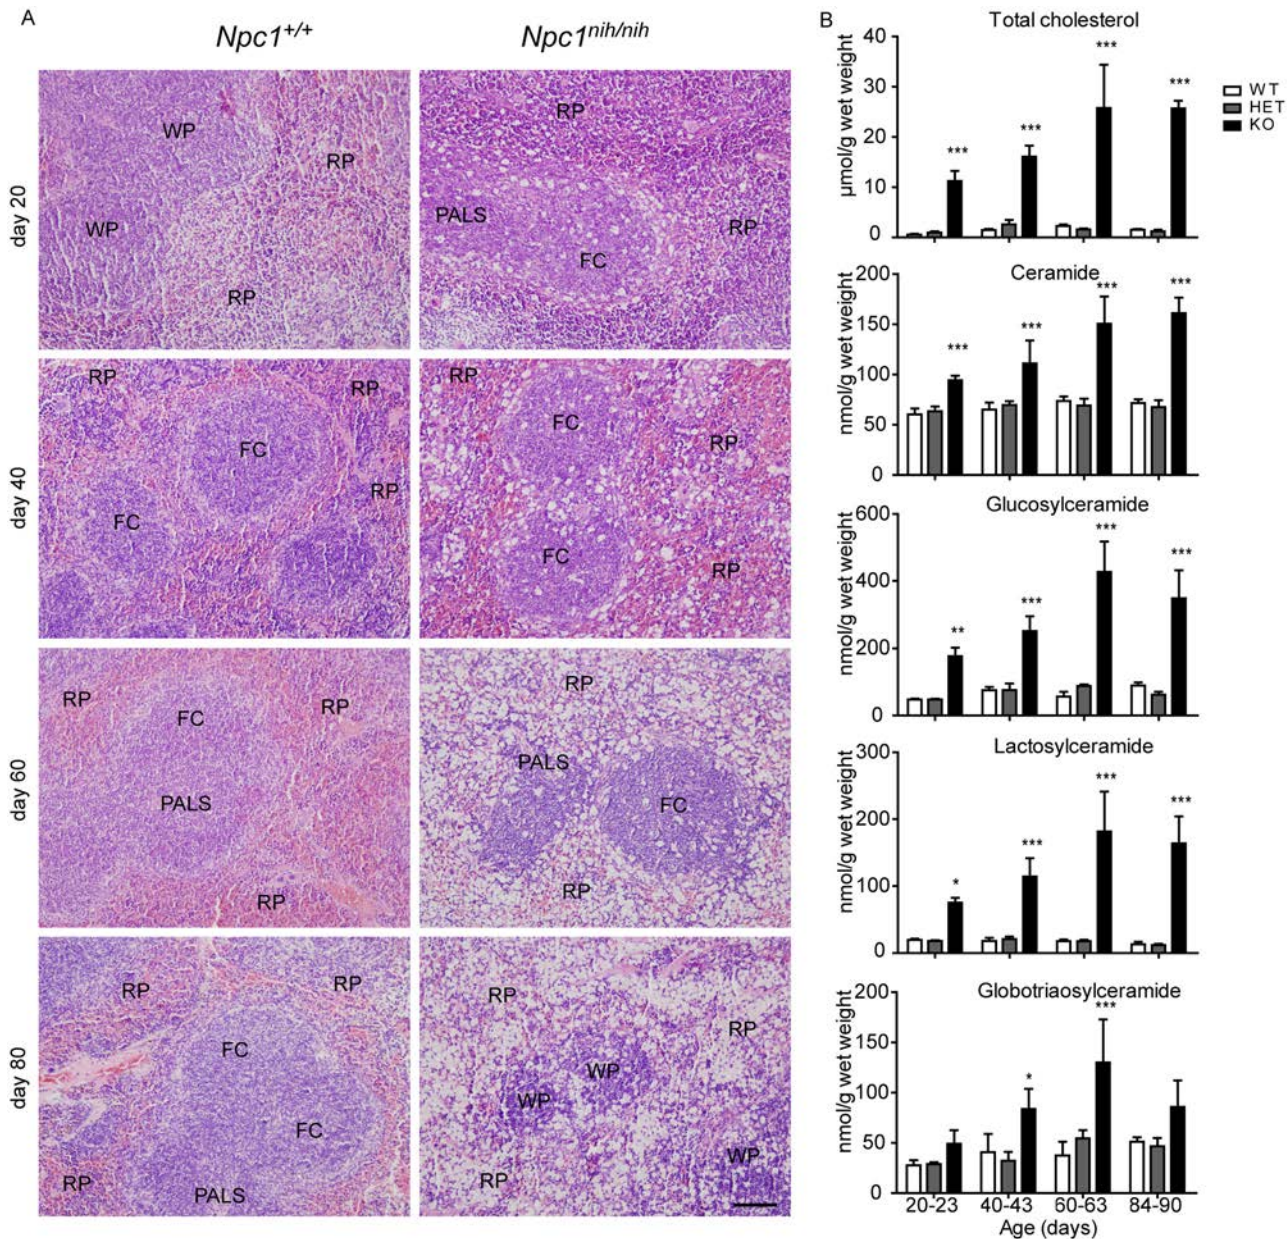 A
Npc1+/+
Npc1nih/nih
day 20
WP
RP
WP
RP
RP
PALS
RP
FC
day 40
RP
RP
FC
RP
FC
RP
FC
RP
FC
RP
day 60
RP
FC
RP
PALS
RP
RP
PALS
FC
RP
day 80
RP
RP
FC
FC
RP
PALS
RP
RP
WP
WP
WP
RP
B
Total cholesterol
µmol/g wet weight
40
30
20
10
0
***
***
***
***
WT
HET
KO
Ceramide
nmol/g wet weight
200
150
100
50
0
***
***
***
***
Glucosylceramide
nmol/g wet weight
600
400
200
0
**
***
***
***
Lactosylceramide
nmol/g wet weight
300
200
100
0
*
***
***
***
Globotriaosylceramide
nmol/g wet weight
200
150
100
50
0
*
***
20-23 40-43 60-63 84-90
Age (days)